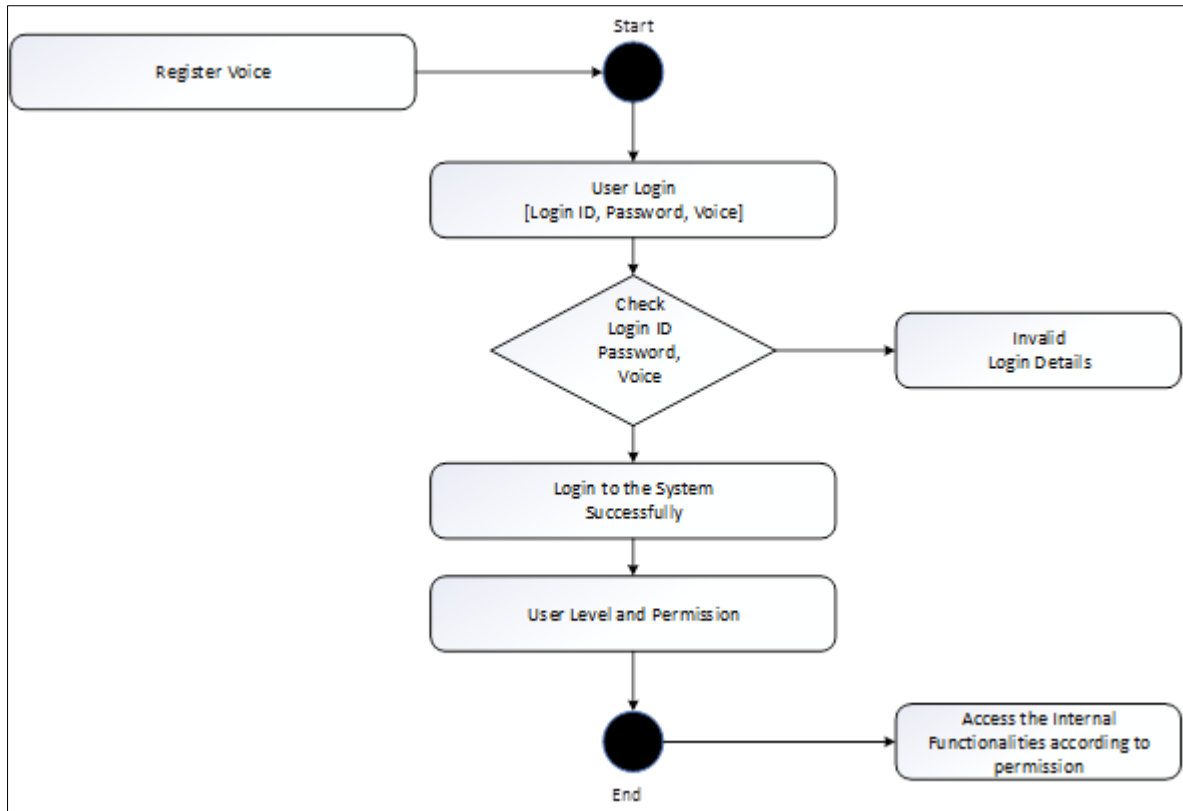 Start
Register Voice
User Login
[Login ID, Password, Voice]
Check
Login ID
Password,
Voice
Invalid
Login Details
Login to the System
Successfully
User Level and Permission
Access the Internal
Functionalities according to
permission
End